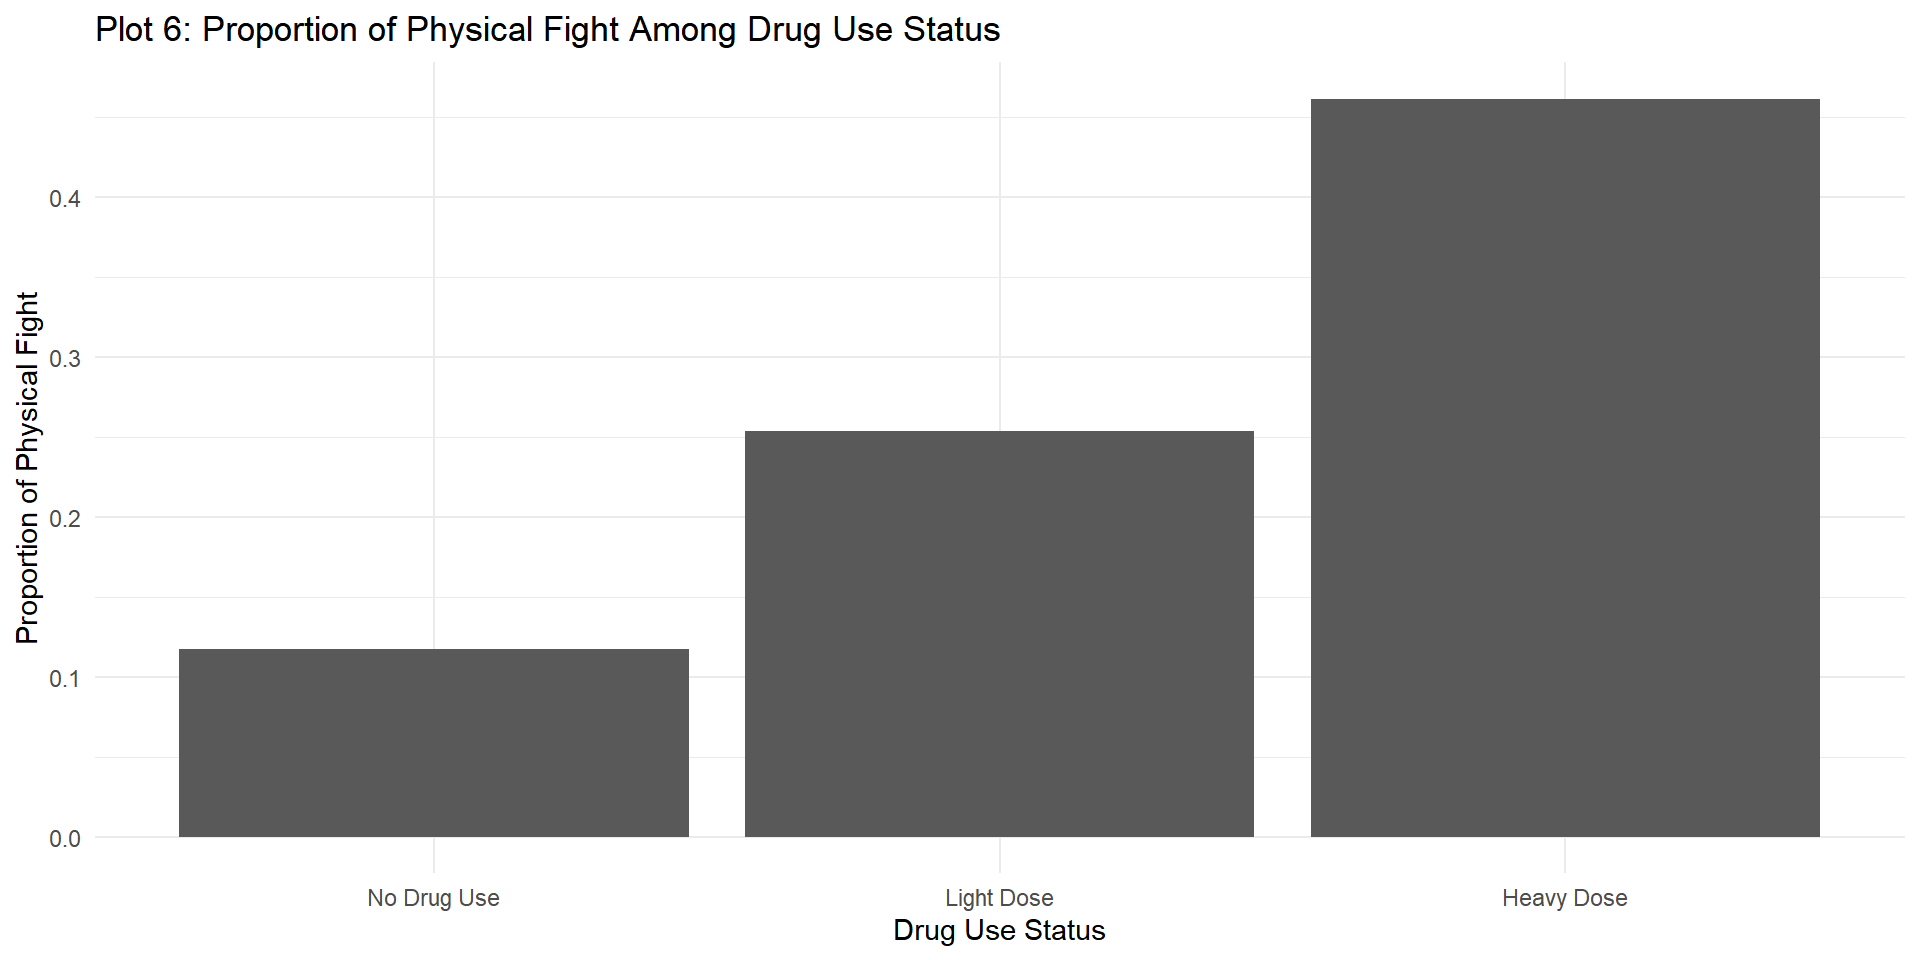 Plot 6: Proportion of Physical Fight Among Drug Use Status
Proportion of Physical Fight
0.4
0.3
0.2
0.1
0.0
No Drug Use
Light Dose
Heavy Dose
Drug Use Status